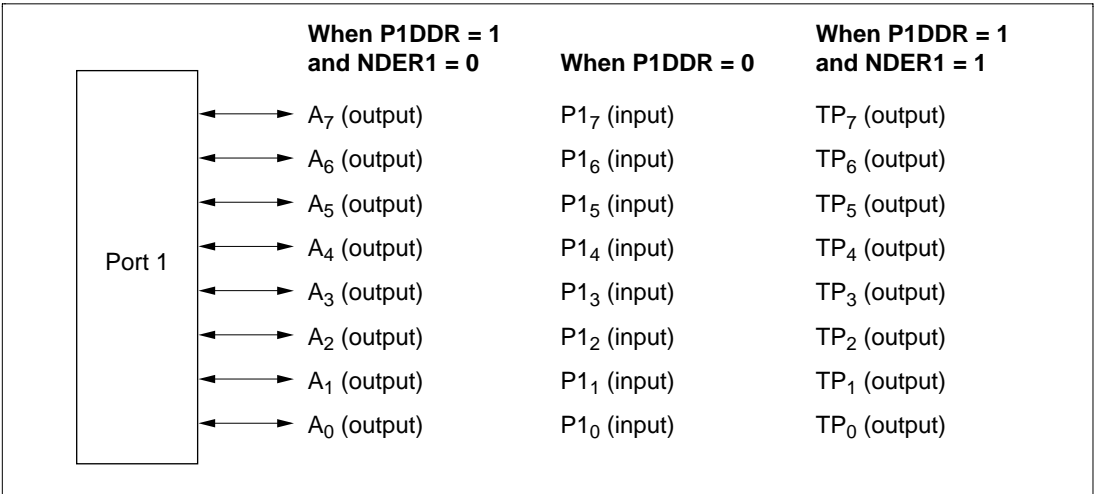 When P1DDR = 1 and NDER1 = 0
When P1DDR = 0
When P1DDR = 1 and NDER1 = 1
Port 1
A₇ (output) P1₇ (input) TP₇ (output)
A₆ (output) P1₆ (input) TP₆ (output)
A₅ (output) P1₅ (input) TP₅ (output)
A₄ (output) P1₄ (input) TP₄ (output)
A₃ (output) P1₃ (input) TP₃ (output)
A₂ (output) P1₂ (input) TP₂ (output)
A₁ (output) P1₁ (input) TP₁ (output)
A₀ (output) P1₀ (input) TP₀ (output)